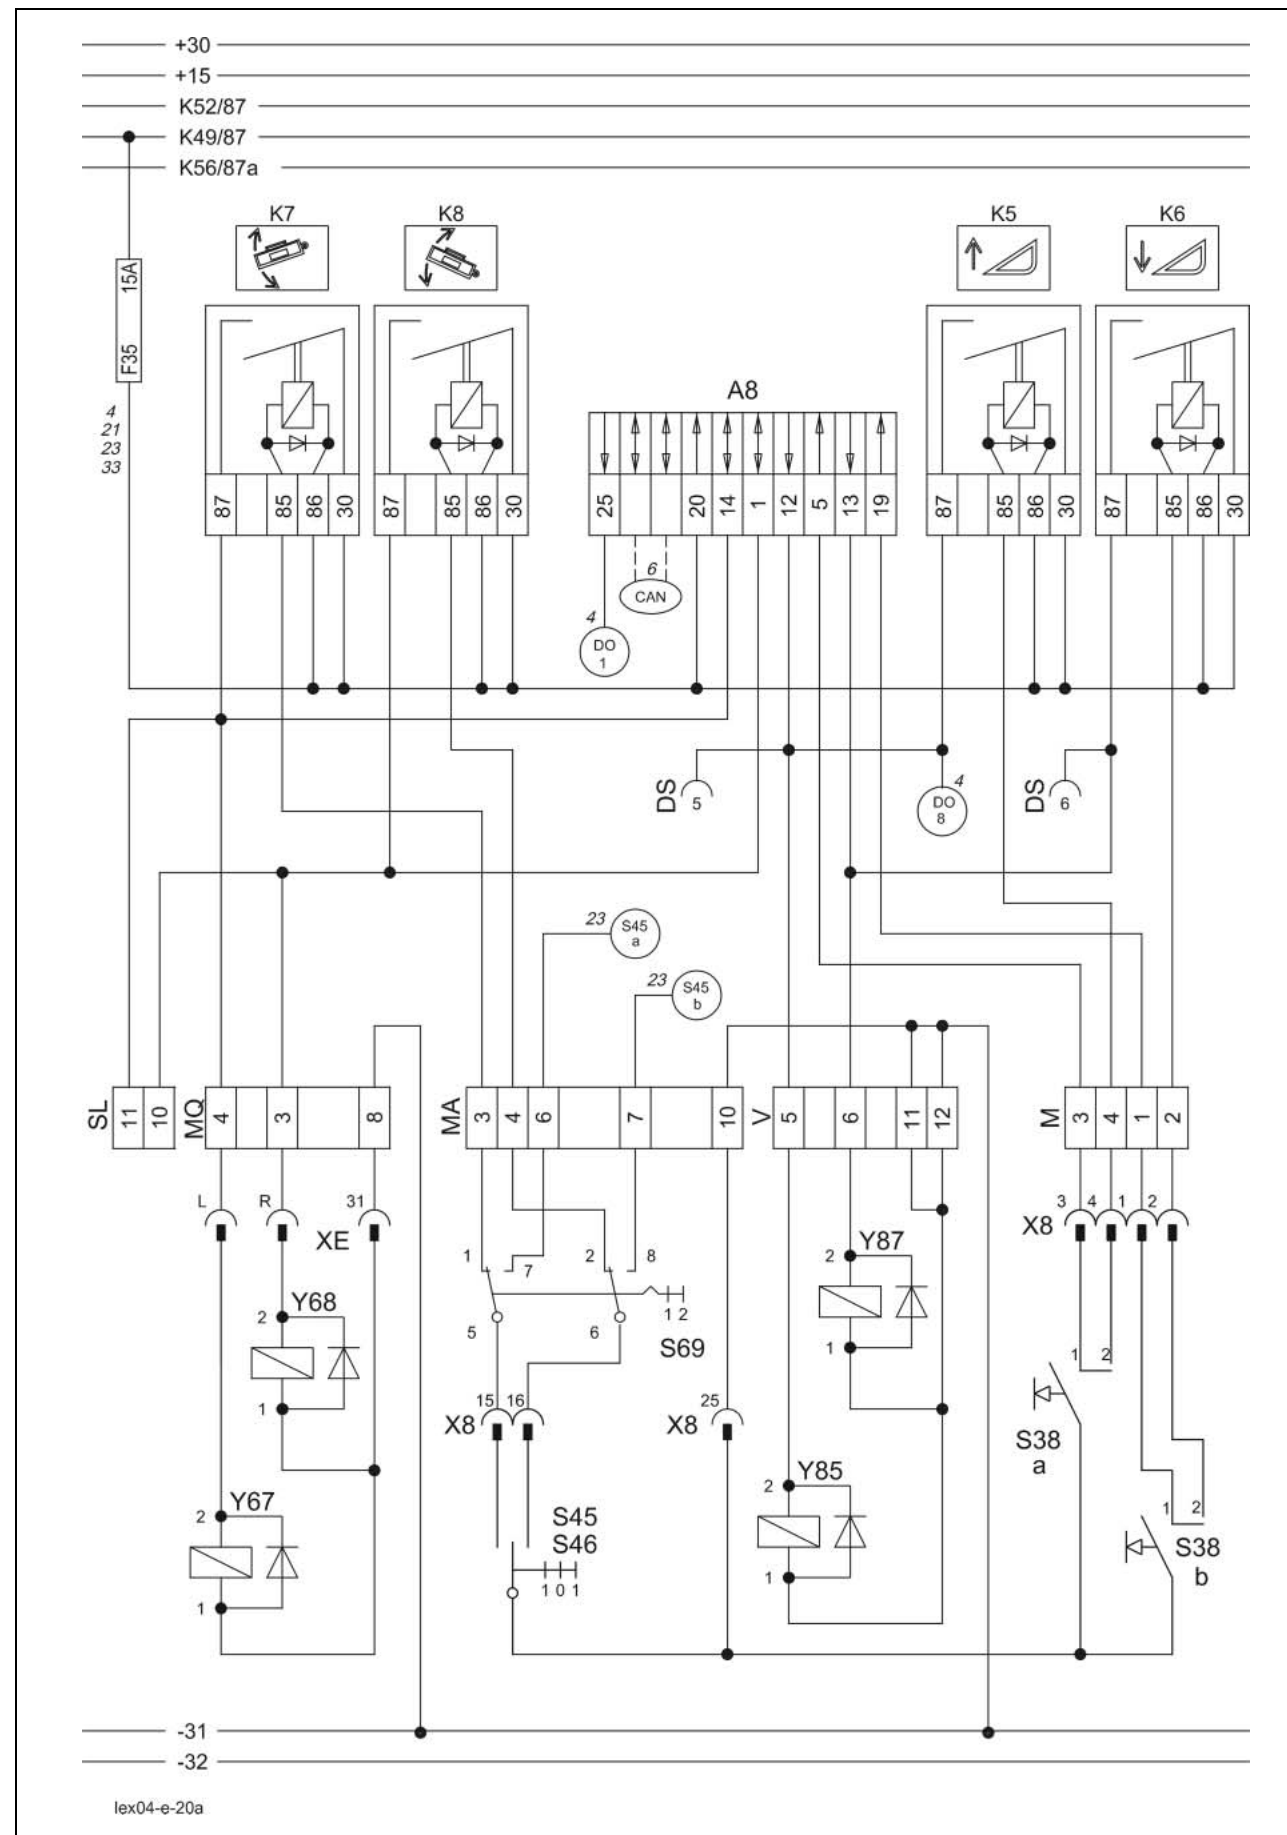 +30
+15
K52/87
K49/87
K56/87a
K7
K8
K5
K6
15A
F35
4
21
23
33
A8
87
85
86
30
87
85
86
30
25
20
14
1
12
5
13
19
87
85
86
30
87
85
86
30
6
CAN
4
DO
1
DS
5
4
DO
8
DS
6
23
S45
a
23
S45
b
SL
11
10
MQ
4
3
8
MA
3
4
6
7
10
V
5
6
11
12
M
3
4
1
2
L
R
31
XE
3
4
1
2
X8
1
7
2
8
5
6
1 2
S69
2
Y87
1
2
Y68
1
15
16
X8
25
X8
1
2
S38
a
2
Y67
1
S45
S46
1 0 1
2
Y85
1
1
2
S38
b
-31
-32
lex04-e-20a